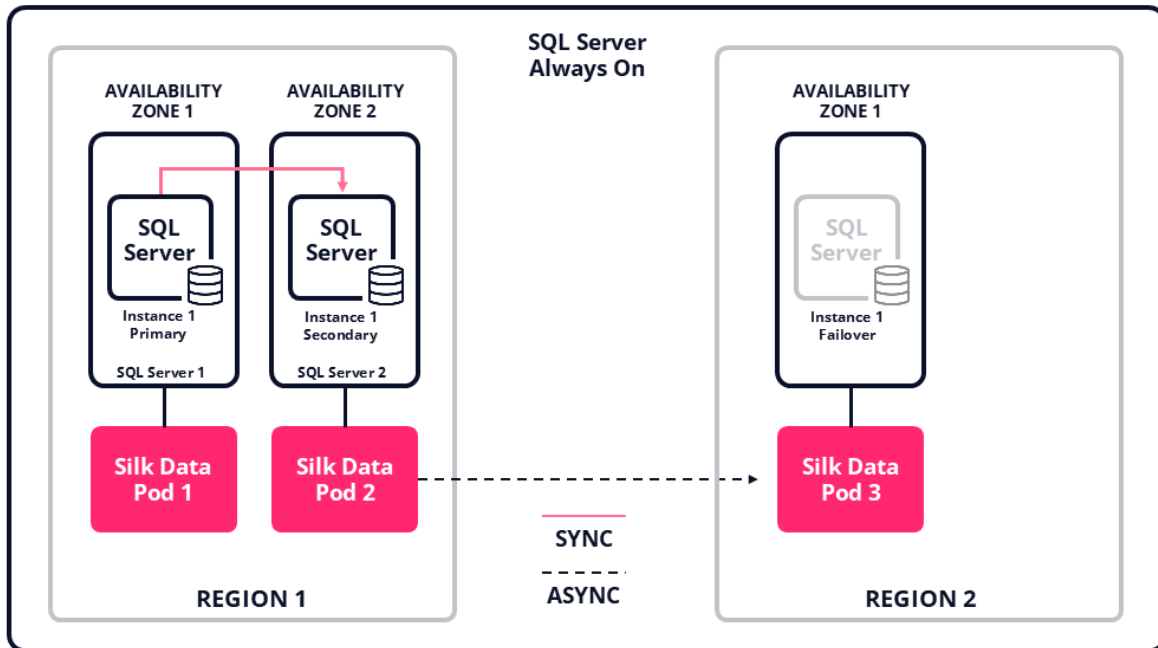 SQL Server
Always On
AVAILABILITY
ZONE 1
SQL
Server
Instance 1
Primary
SQL Server 1
Silk Data
Pod 1
AVAILABILITY
ZONE 2
SQL
Server
Instance 1
Secondary
SQL Server 2
Silk Data
Pod 2
REGION 1
SYNC
ASYNC
AVAILABILITY
ZONE 1
SQL
Server
Instance 1
Failover
Silk Data
Pod 3
REGION 2